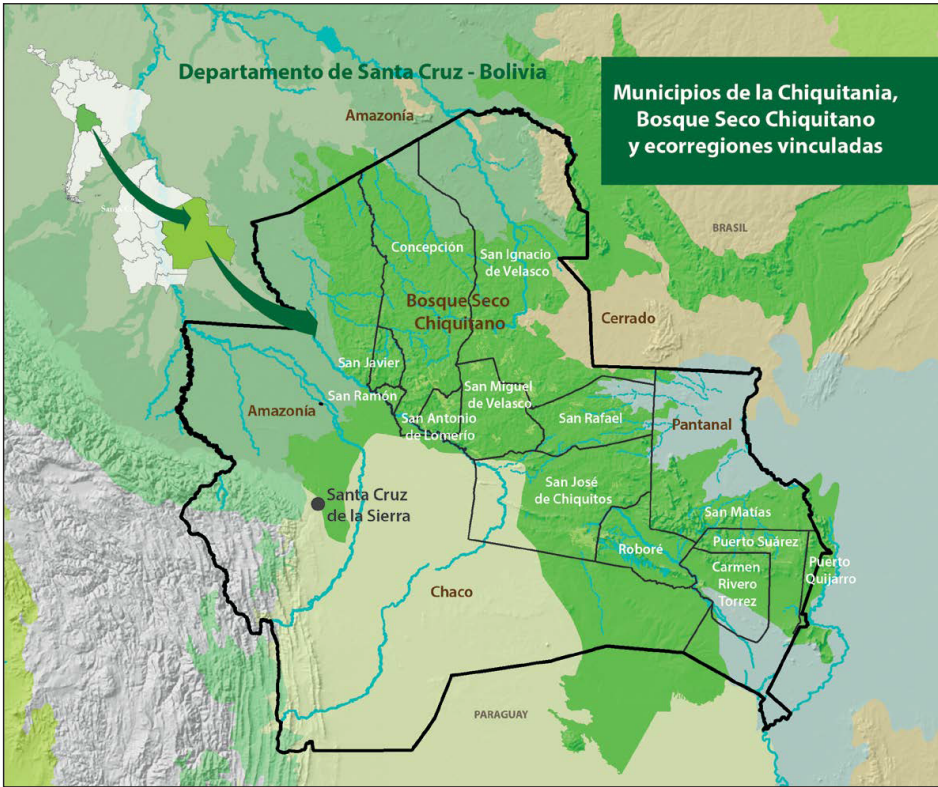 Departamento de Santa Cruz - Bolivia
Municipios de la Chiquitania,
Bosque Seco Chiquitano
y ecorregiones vinculadas
Amazonía
BRASIL
Concepción
San Ignacio
de Velasco
Bosque Seco
Chiquitano
Cerrado
San Javier
San Miguel
de Velasco
San Ramón
Amazonía
San Antonio
de Lomerío
San Rafael
Pantanal
San José
de Chiquitos
Santa Cruz
de la Sierra
San Matías
Puerto Suárez
Roboré
Carmen
Rivero
Torrez
Puerto
Quijarro
Chaco
PARAGUAY